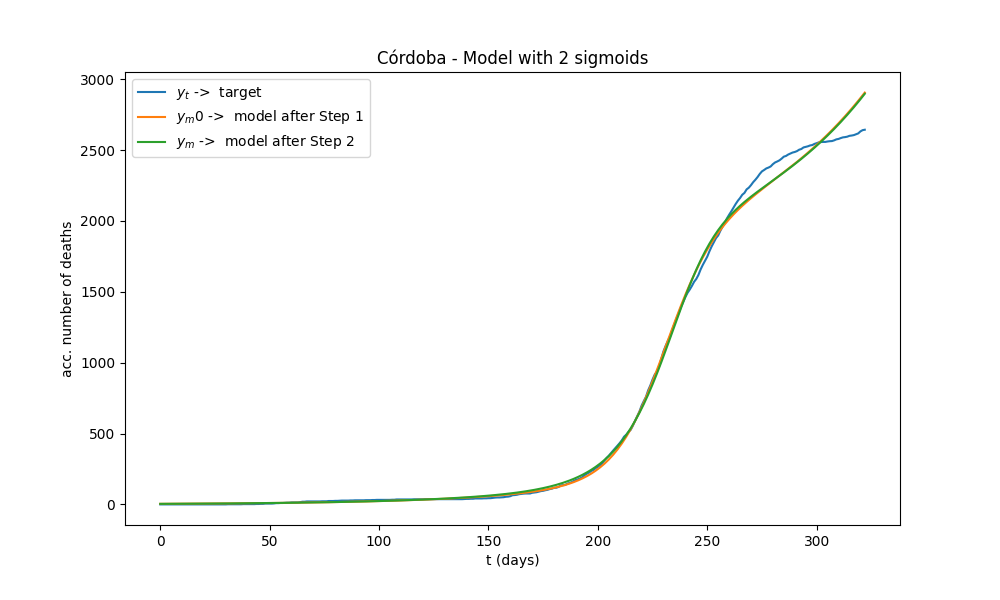 Córdoba - Model with 2 sigmoids
y_t -> target
y_m0 -> model after Step 1
y_m -> model after Step 2
3000
2500
2000
1500
1000
500
0
acc. number of deaths
0 50 100 150 200 250 300
t (days)